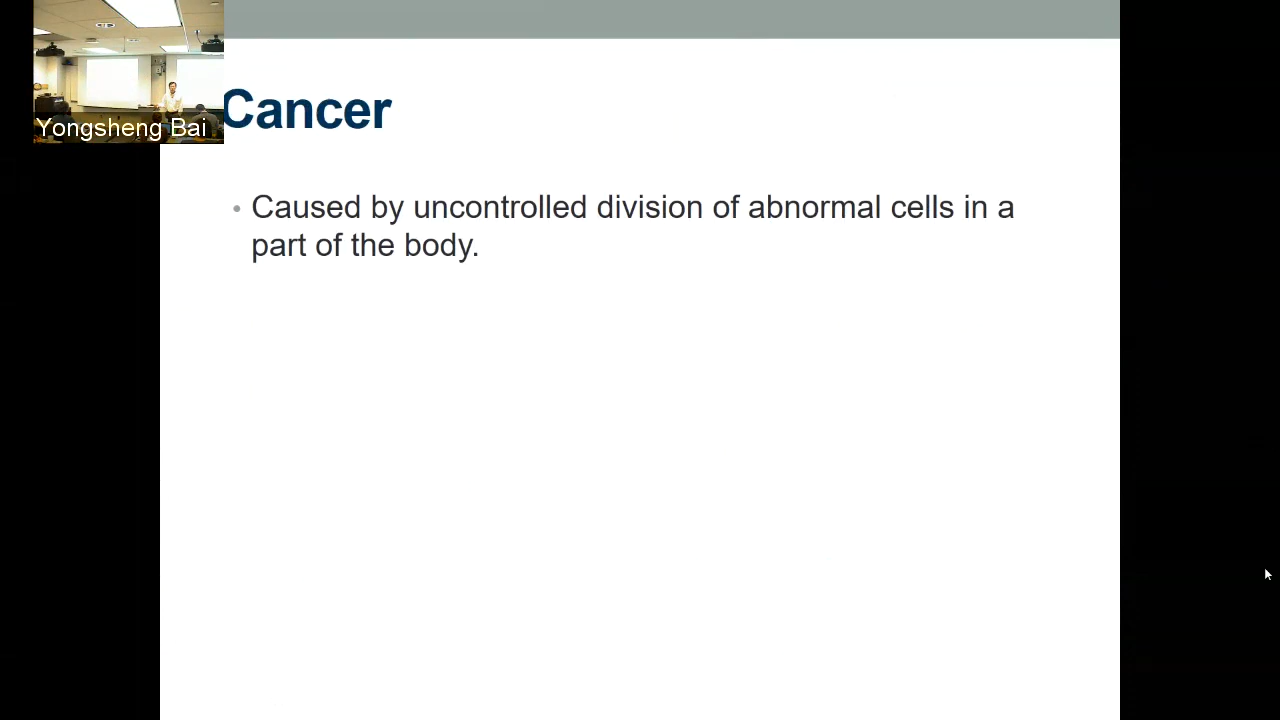 Yongsheng Bai
Cancer
Caused by uncontrolled division of abnormal cells in a
part of the body.